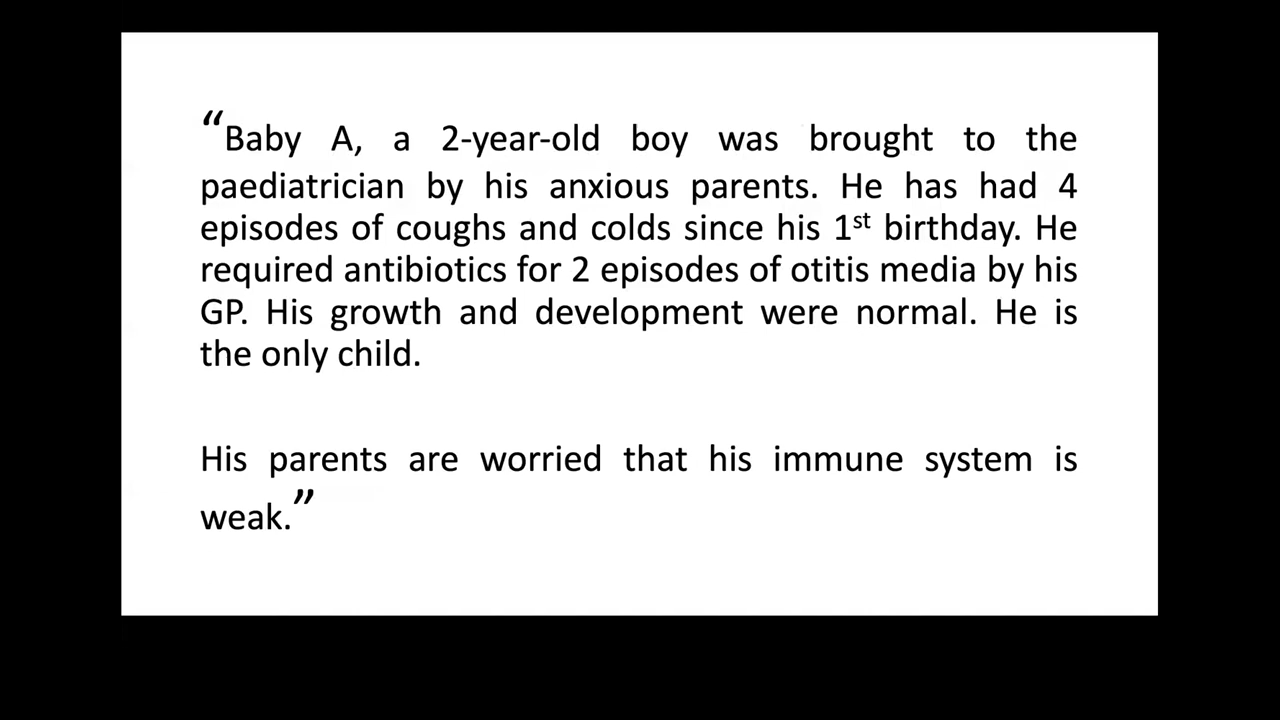 “Baby A, a 2-year-old boy was brought to the
paediatrician by his anxious parents. He has had 4
episodes of coughs and colds since his 1st birthday. He
required antibiotics for 2 episodes of otitis media by his
GP. His growth and development were normal. He is
the only child.
His parents are worried that his immune system is
weak.”